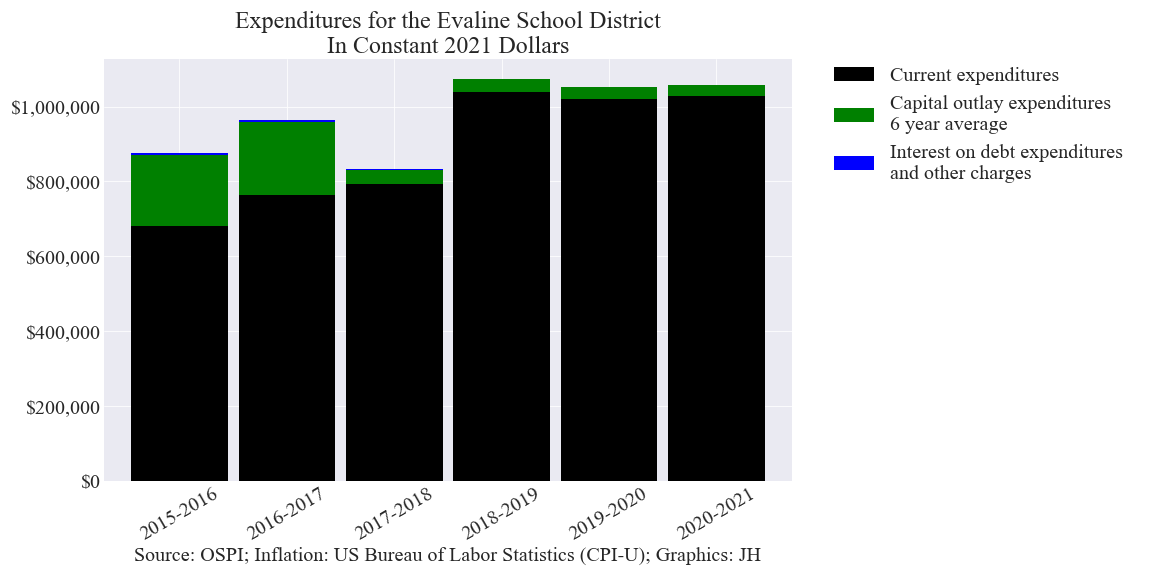 Expenditures for the Evaline School District
In Constant 2021 Dollars
Current expenditures
Capital outlay expenditures
6 year average
Interest on debt expenditures
and other charges
$1,000,000
$800,000
$600,000
$400,000
$200,000
$0
2015-2016
2016-2017
2017-2018
2018-2019
2019-2020
2020-2021
Source: OSPI; Inflation: US Bureau of Labor Statistics (CPI-U); Graphics: JH